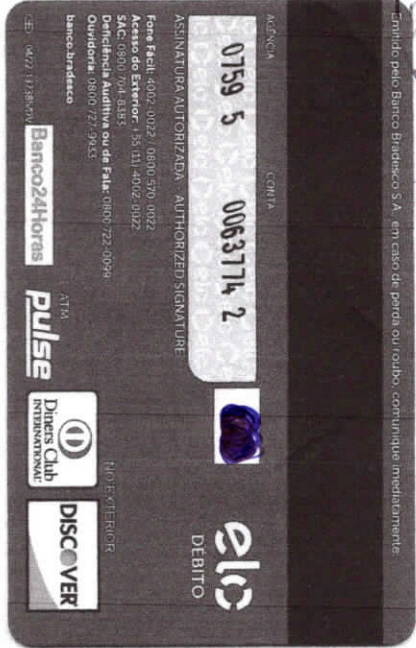 Emitido pelo Banco Bradesco S.A., em caso de perda ou roubo, comunique imediatamente.
AGÊNCIA CONTA
0759 5 0063774 2
ASSINATURA AUTORIZADA - AUTHORIZED SIGNATURE
elo
DÉBITO
Fone Fácil: 4002 0022 / 0800 570 0022
Acesso do Exterior: +55 (11) 4002 0022
SAC: 0800 704 8383
Deficiência Auditiva ou de Fala: 0800 722-0099
Ouvidoria: 0800 727-9933
banco.bradesco
NO EXTERIOR
Banco24Horas
ATM
pulse
Diners Club
INTERNATIONAL
DISCOVER